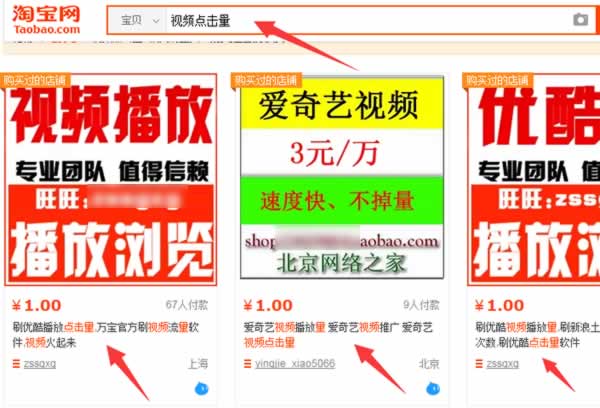 淘宝网
Taobao.com
宝贝
视频点击量
购买过的店铺
视频播放
专业团队 值得信赖
旺旺:
播放浏览
¥1.00
67人付款
刷优酷播放点击量.万宝官方刷视频流量软
件.视频火起来
zssgxg
上海
购买过的店铺
爱奇艺视频
3元/万
速度快、不掉量
shop
aobao.com
北京网络之家
¥1.00
9人付款
爱奇艺视频播放量 爱奇艺视频推广 爱奇艺
视频点击量
yingjie_xiao5066
北京
购买过的店铺
优酷
专业团队
旺旺:zssg
播放浏
¥1.00
刷优酷视频播放量.刷新浪土
次数.刷优酷点击量软件
zssgxg